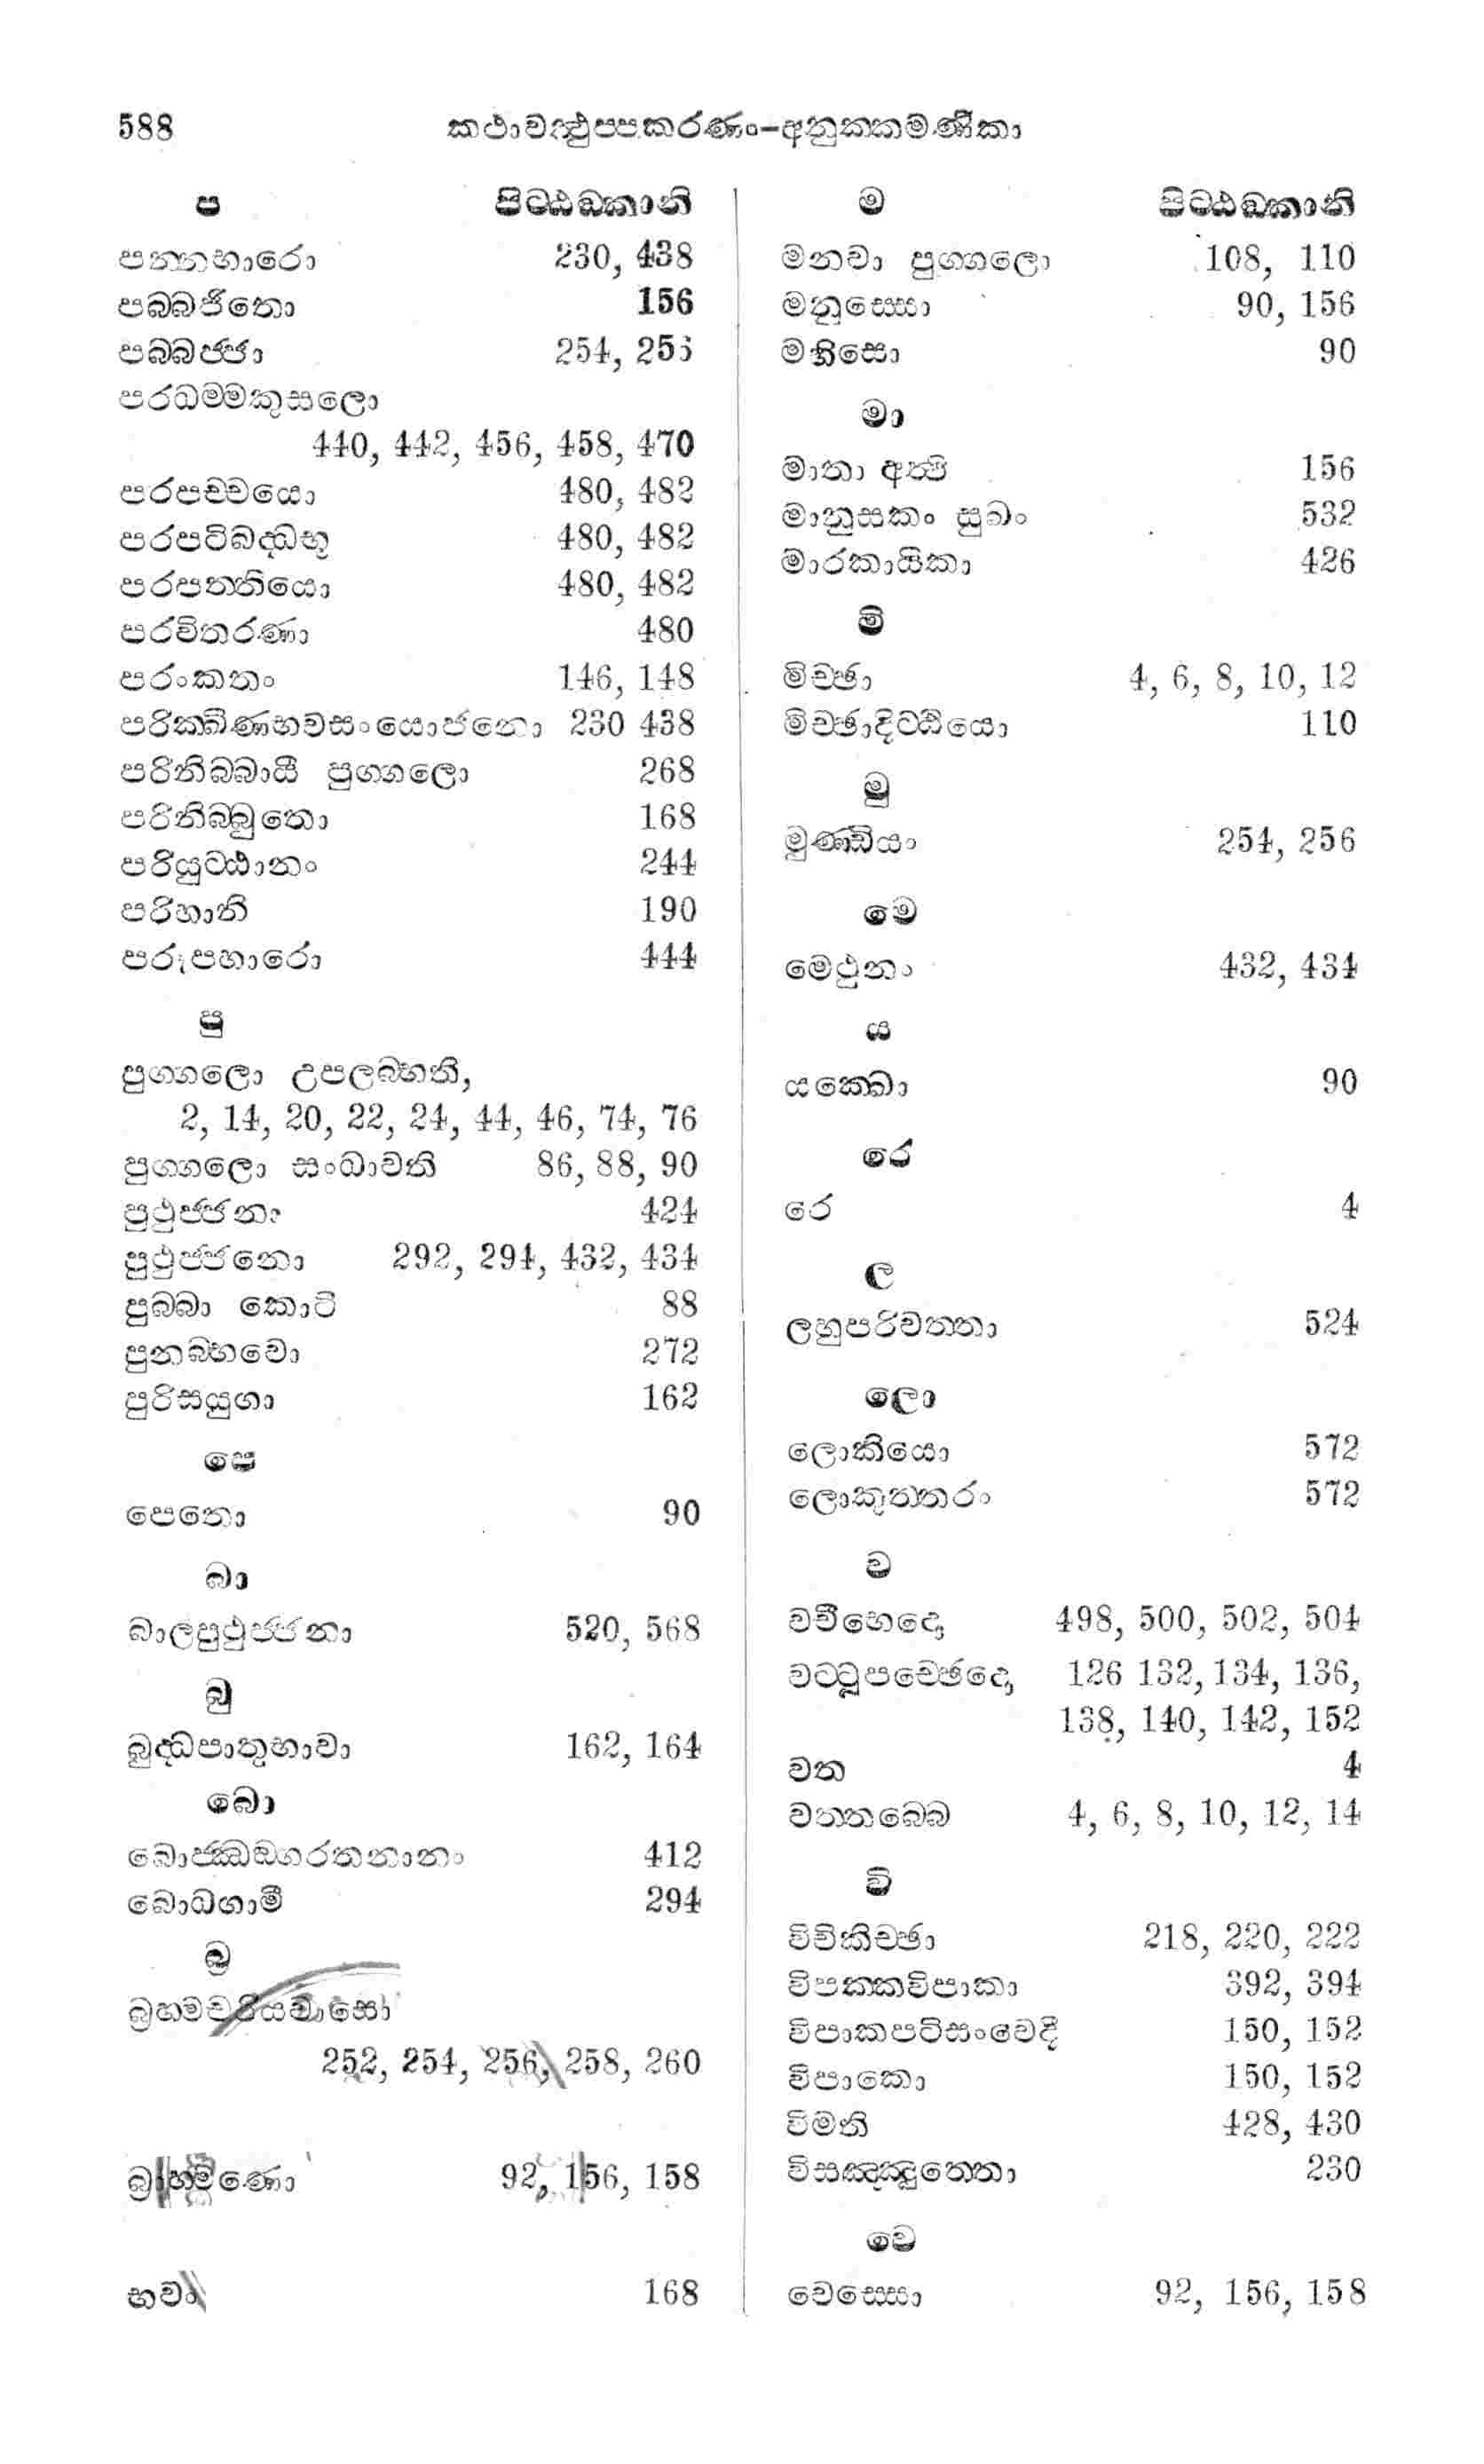 588 කථාවත්‍ථුප්පකරණං-අනුක්කමණිකා
ප පිට්ඨඞ්කානි
පන්නභාරො 230, 438
පබ්බජිතො 156
පබ්බජ්ජා 254, 256
පරධම්මකුසලො
440, 442, 456, 458, 470
පරපච්චයො 480, 482
පරපටිබද්ධභූ 480, 482
පරපත්තියො 480, 482
පරවිතරණා 480
පරංකතං 146, 148
පරික්ඛීණභවසංයොජනො 230 438
පරිනිබ්බායී පුග්ගලො 268
පරිනිබ්බුතො 168
පරියුට්ඨානං 244
පරිහානි 190
පරූපහාරො 444
පු
පුග්ගලො උපලබ්භති,
2, 14, 20, 22, 24, 44, 46, 74, 76
පුග්ගලො සංධාවති 86, 88, 90
පුථුජ්ජනා 424
පුථුජ්ජනො 292, 294, 432, 434
පුබ්බා කොටි 88
පුනබ්භවො 272
පුරිසයුගා 162
පෙ
පෙතො 90
බා
බාලපුථුජ්ජනා 520, 568
බු
බුද්ධපාතුභාවා 162, 164
බො
බොජ්ඣඞ්ගරතනානං 412
බොධගාමී 294
බ්‍ර
බ්‍රහ්මචරියවාසො
252, 254, 256, 258, 260
බ්‍රාහ්මණො 92, 156, 158
භවා 168
ම පිට්ඨඞ්කානි
මනවා පුග්ගලො 108, 110
මනුස්සො 90, 156
මහිසො 90
මා
මාතා අත්‍ථි 156
මානුසකං සුඛං 532
මාරකායිකා 426
මි
මිච්ඡා 4, 6, 8, 10, 12
මිච්ඡාදිට්ඨියො 110
මු
මුණ්ඩියං 254, 256
මෙ
මෙථුනං 432, 434
ය
යක්ඛො 90
රෙ
රෙ 4
ල
ලහුපරිවත්තා 524
ලො
ලොකියො 572
ලොකුත්තරං 572
ව
වචීභෙදො 498, 500, 502, 504
වට්ටුපච්ඡෙදො 126 132, 134, 136,
138, 140, 142, 152
වත 4
වත්තබ්බෙ 4, 6, 8, 10, 12, 14
වි
විචිකිච්ඡා 218, 220, 222
විපක්කවිපාකා 392, 394
විපාකපටිසංවෙදී 150, 152
විපාකො 150, 152
විමති 428, 430
විසඤ්ඤුත්තො 230
වෙ
වෙස්සො 92, 156, 158